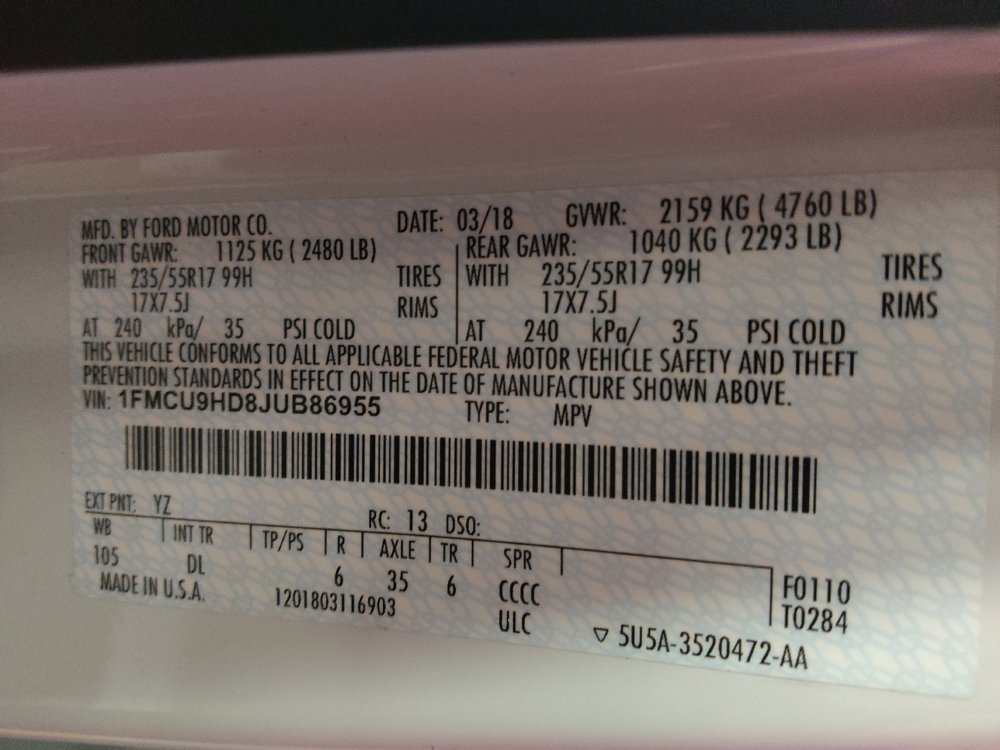 MFD. BY FORD MOTOR CO. DATE: 03/18 GVWR: 2159 KG ( 4760 LB)
FRONT GAWR: 1125 KG ( 2480 LB) REAR GAWR: 1040 KG ( 2293 LB)
WITH 235/55R17 99H TIRES WITH 235/55R17 99H TIRES
17X7.5J RIMS 17X7.5J RIMS
AT 240 kPa/ 35 PSI COLD AT 240 kPa/ 35 PSI COLD
THIS VEHICLE CONFORMS TO ALL APPLICABLE FEDERAL MOTOR VEHICLE SAFETY AND THEFT
PREVENTION STANDARDS IN EFFECT ON THE DATE OF MANUFACTURE SHOWN ABOVE.
VIN: 1FMCU9HD8JUB86955 TYPE: MPV
EXT PNT: YZ RC: 13 DSO:
WB INT TR TP/PS R AXLE TR SPR
105 DL 6 35 6 CCCC F0110
MADE IN U.S.A. 1201803116903 ULC T0284
5U5A-3520472-AA